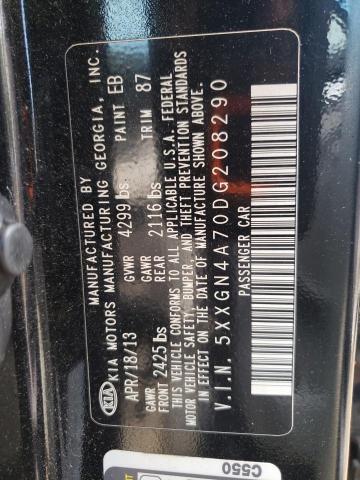 KIA
MANUFACTURED BY
KIA MOTORS MANUFACTURING GEORGIA, INC.
APR/18/13 PAINT EB
GVWR 4299 lbs TRIM 87
GAWR FRONT 2425 lbs GAWR REAR 2116 lbs
THIS VEHICLE CONFORMS TO ALL APPLICABLE U.S.A. FEDERAL
MOTOR VEHICLE SAFETY, BUMPER, AND THEFT PREVENTION STANDARDS
IN EFFECT ON THE DATE OF MANUFACTURE SHOWN ABOVE.
V.I.N. 5XXGN4A70DG208290
PASSENGER CAR
C550